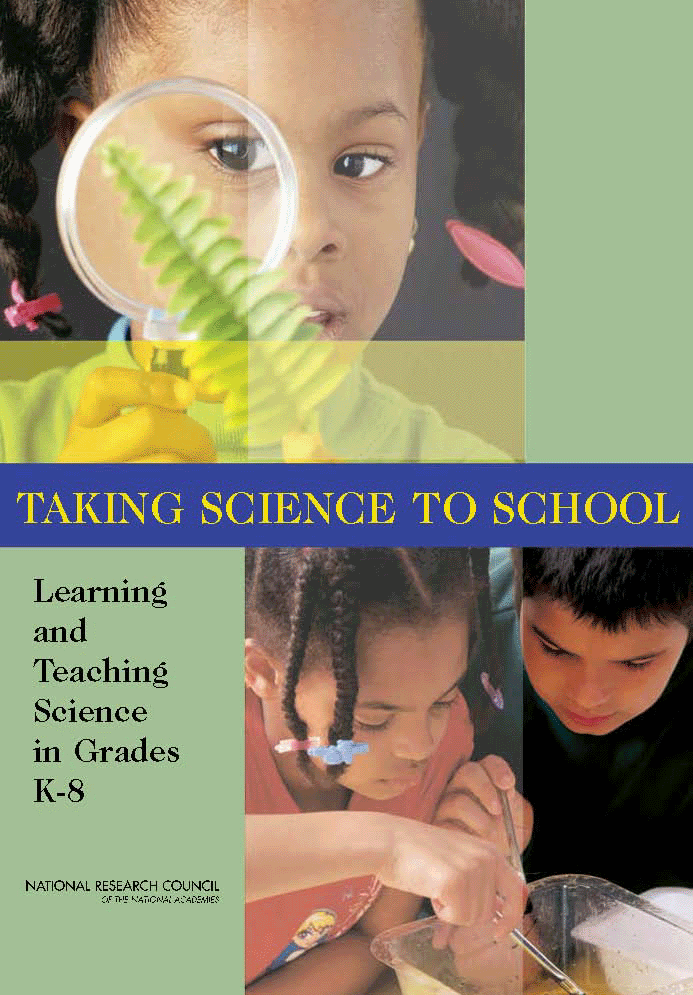 TAKING SCIENCE TO SCHOOL
Learning
and
Teaching
Science
in Grades
K-8
NATIONAL RESEARCH COUNCIL
OF THE NATIONAL ACADEMIES